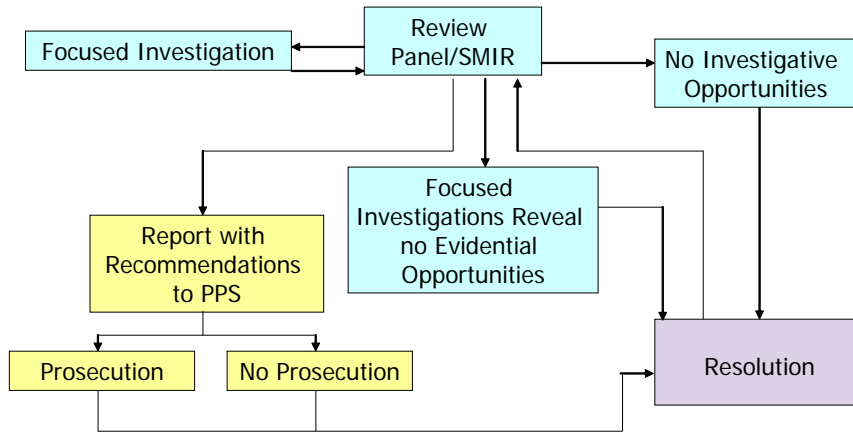 Review
Panel/SMIR
Focused Investigation
No Investigative
Opportunities
Focused
Investigations Reveal
no Evidential
Opportunities
Report with
Recommendations
to PPS
Prosecution
No Prosecution
Resolution